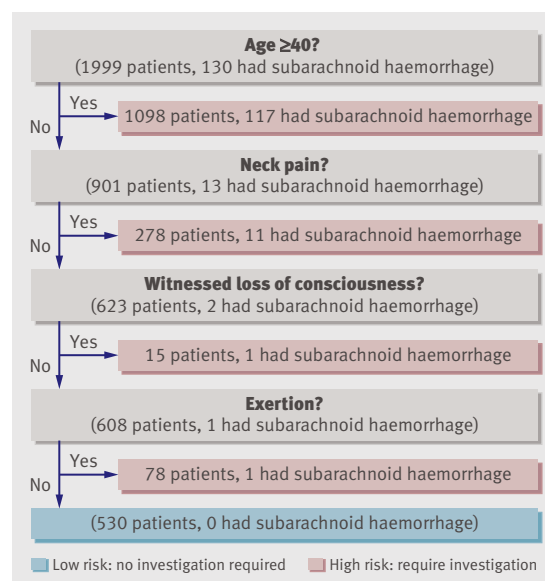 Age ≥40?
(1999 patients, 130 had subarachnoid haemorrhage)
Yes
1098 patients, 117 had subarachnoid haemorrhage
No
Neck pain?
(901 patients, 13 had subarachnoid haemorrhage)
Yes
278 patients, 11 had subarachnoid haemorrhage
No
Witnessed loss of consciousness?
(623 patients, 2 had subarachnoid haemorrhage)
Yes
15 patients, 1 had subarachnoid haemorrhage
No
Exertion?
(608 patients, 1 had subarachnoid haemorrhage)
Yes
78 patients, 1 had subarachnoid haemorrhage
No
(530 patients, 0 had subarachnoid haemorrhage)
Low risk: no investigation required
High risk: require investigation